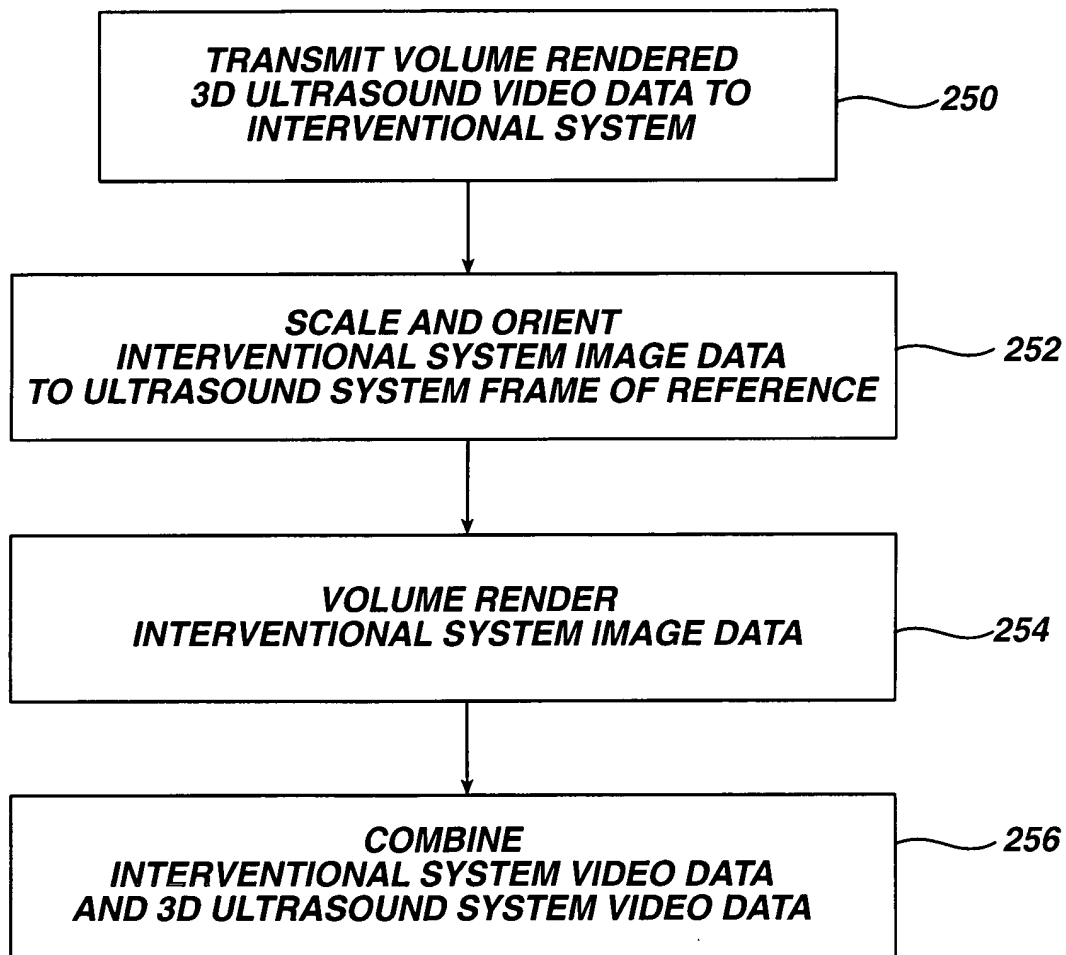 TRANSMIT VOLUME RENDERED
3D ULTRASOUND VIDEO DATA TO
INTERVENTIONAL SYSTEM
250
SCALE AND ORIENT
INTERVENTIONAL SYSTEM IMAGE DATA
TO ULTRASOUND SYSTEM FRAME OF REFERENCE
252
VOLUME RENDER
INTERVENTIONAL SYSTEM IMAGE DATA
254
COMBINE
INTERVENTIONAL SYSTEM VIDEO DATA
AND 3D ULTRASOUND SYSTEM VIDEO DATA
256